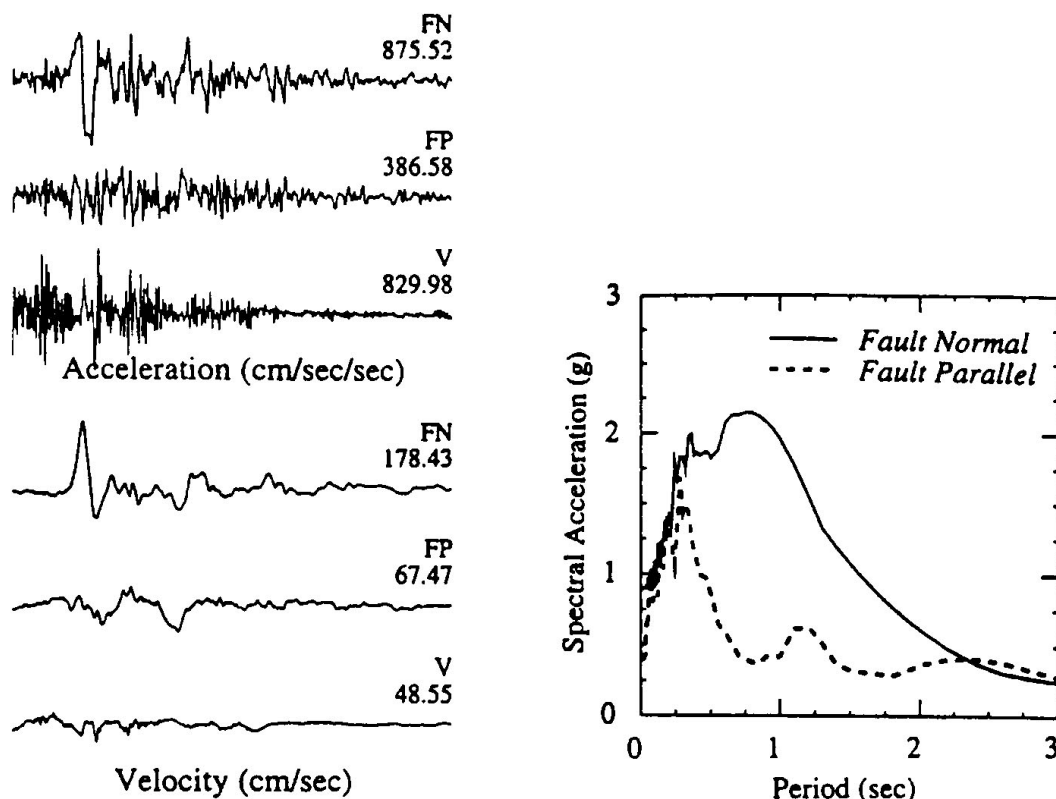 FN
875.52
FP
386.58
V
829.98
Acceleration (cm/sec/sec)
FN
178.43
FP
67.47
V
48.55
Velocity (cm/sec)
3
2
1
0
Spectral Acceleration (g)
Fault Normal
Fault Parallel
0 1 2 3
Period (sec)